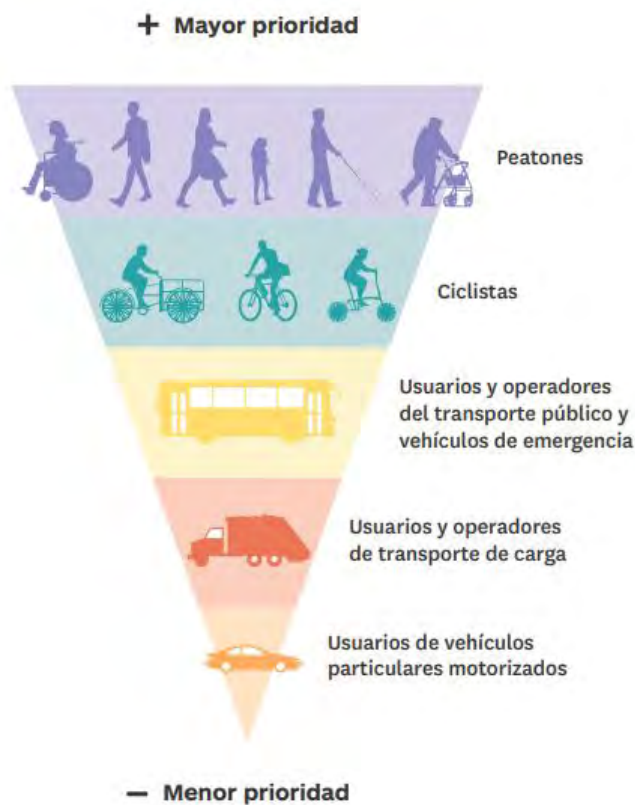 + Mayor prioridad
Peatones
Ciclistas
Usuarios y operadores
del transporte público y
vehículos de emergencia
Usuarios y operadores
de transporte de carga
Usuarios de vehículos
particulares motorizados
− Menor prioridad